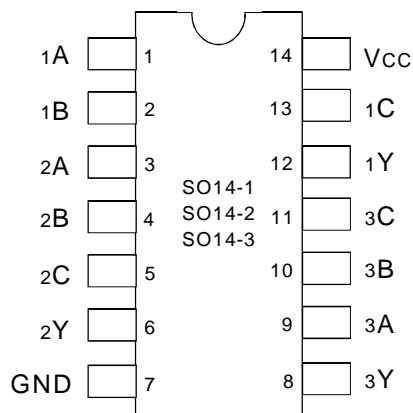 1A 1 14 VCC
1B 2 13 1C
2A 3 12 1Y
SO14-1
2B 4 SO14-2 11 3C
SO14-3
2C 5 10 3B
2Y 6 9 3A
GND 7 8 3Y